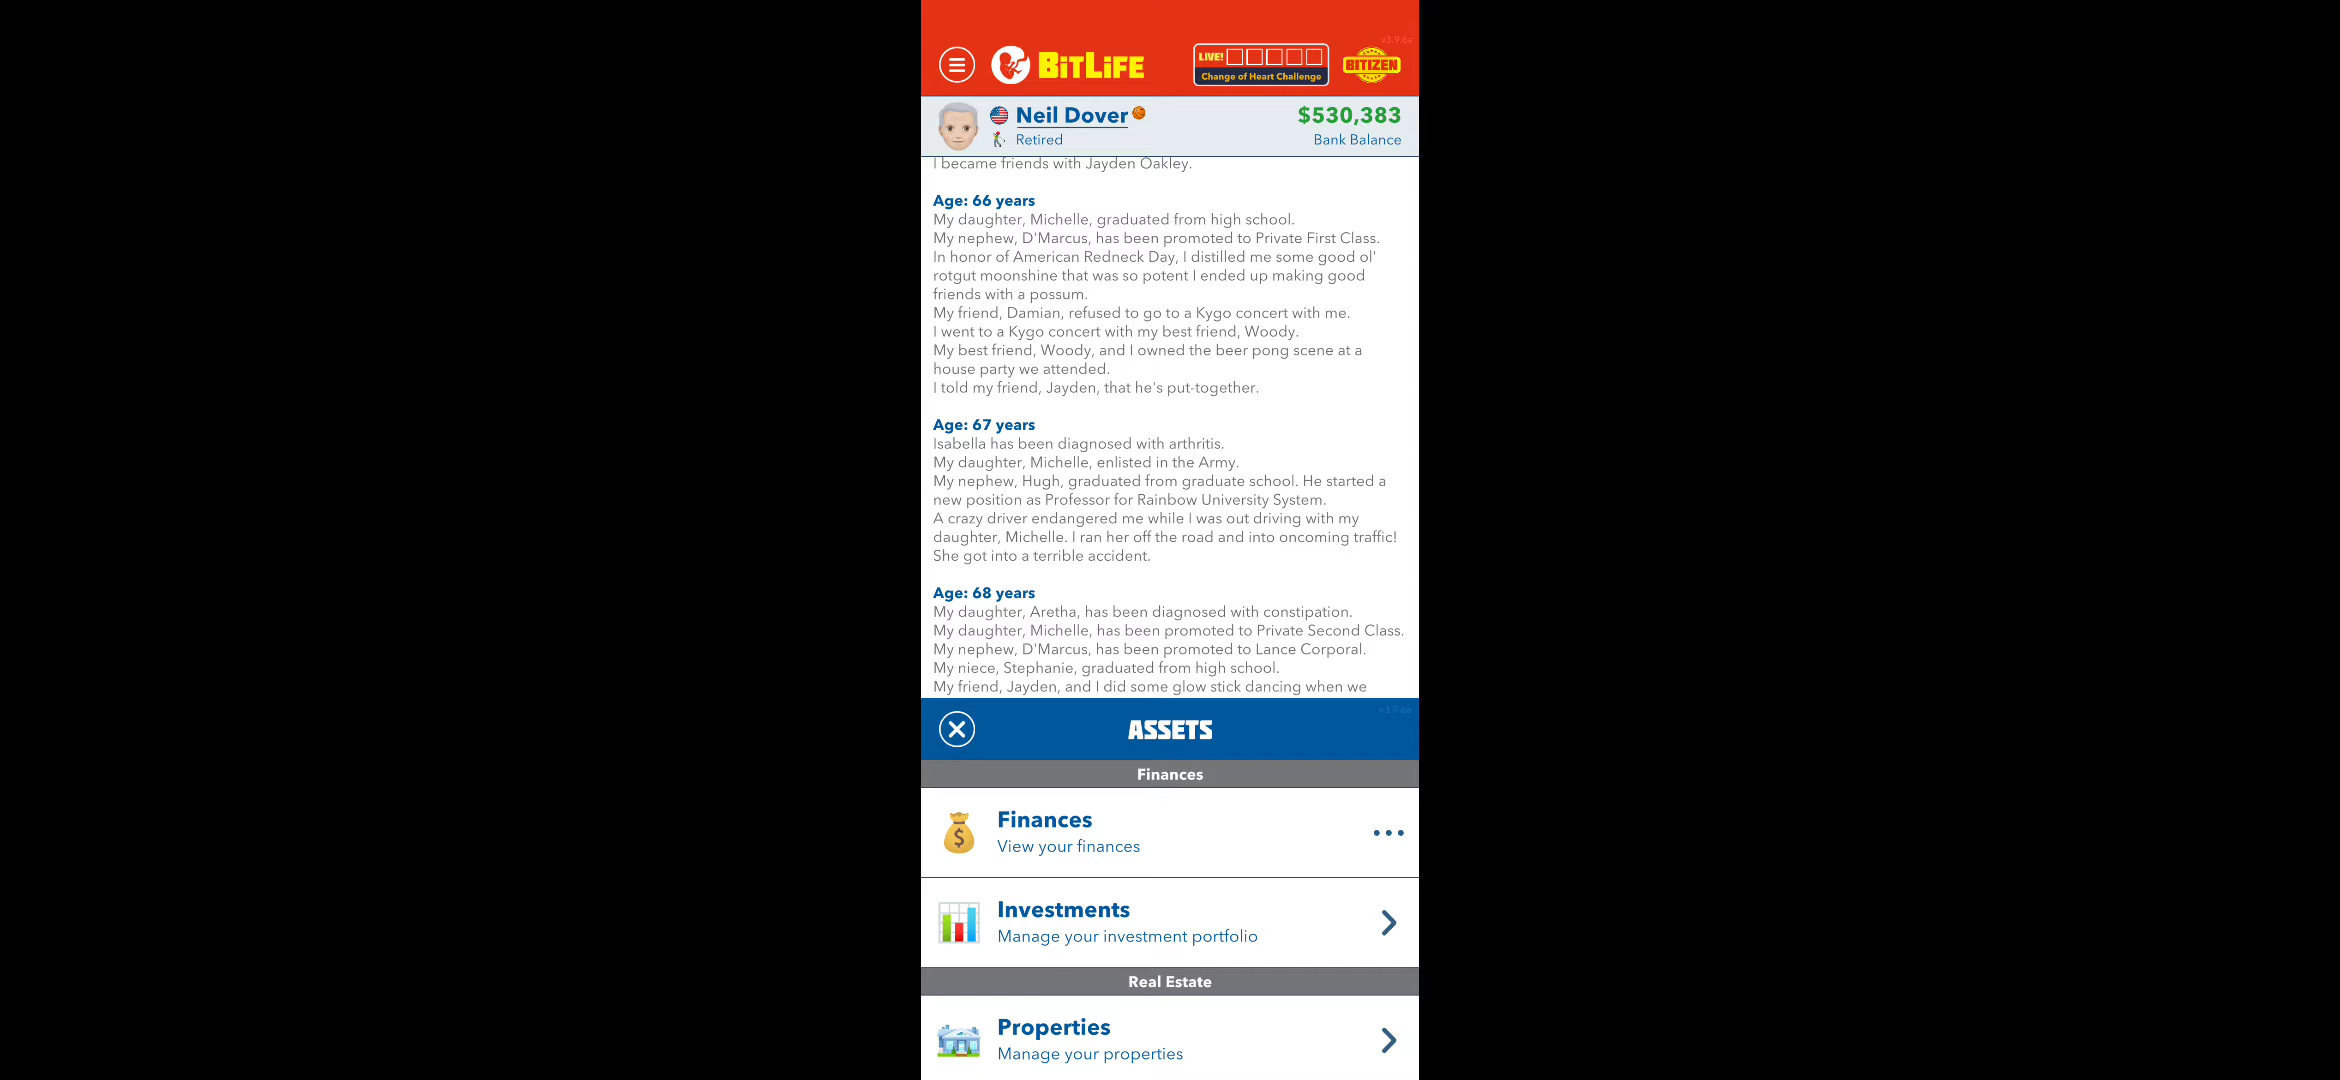 v3.9.6a
BITLIFE
LIVE!
Change of Heart Challenge
BITIZEN
Neil Dover
$530,383
Retired
Bank Balance
I became friends with Jayden Oakley.
Age: 66 years
My daughter, Michelle, graduated from high school.
My nephew, D'Marcus, has been promoted to Private First Class.
In honor of American Redneck Day, I distilled me some good ol'
rotgut moonshine that was so potent I ended up making good
friends with a possum.
My friend, Damian, refused to go to a Kygo concert with me.
I went to a Kygo concert with my best friend, Woody.
My best friend, Woody, and I owned the beer pong scene at a
house party we attended.
I told my friend, Jayden, that he's put-together.
Age: 67 years
Isabella has been diagnosed with arthritis.
My daughter, Michelle, enlisted in the Army.
My nephew, Hugh, graduated from graduate school. He started a
new position as Professor for Rainbow University System.
A crazy driver endangered me while I was out driving with my
daughter, Michelle. I ran her off the road and into oncoming traffic!
She got into a terrible accident.
Age: 68 years
My daughter, Aretha, has been diagnosed with constipation.
My daughter, Michelle, has been promoted to Private Second Class.
My nephew, D'Marcus, has been promoted to Lance Corporal.
My niece, Stephanie, graduated from high school.
My friend, Jayden, and I did some glow stick dancing when we
v3.9.6a
ASSETS
Finances
Finances
View your finances
Investments
Manage your investment portfolio
Real Estate
Properties
Manage your properties